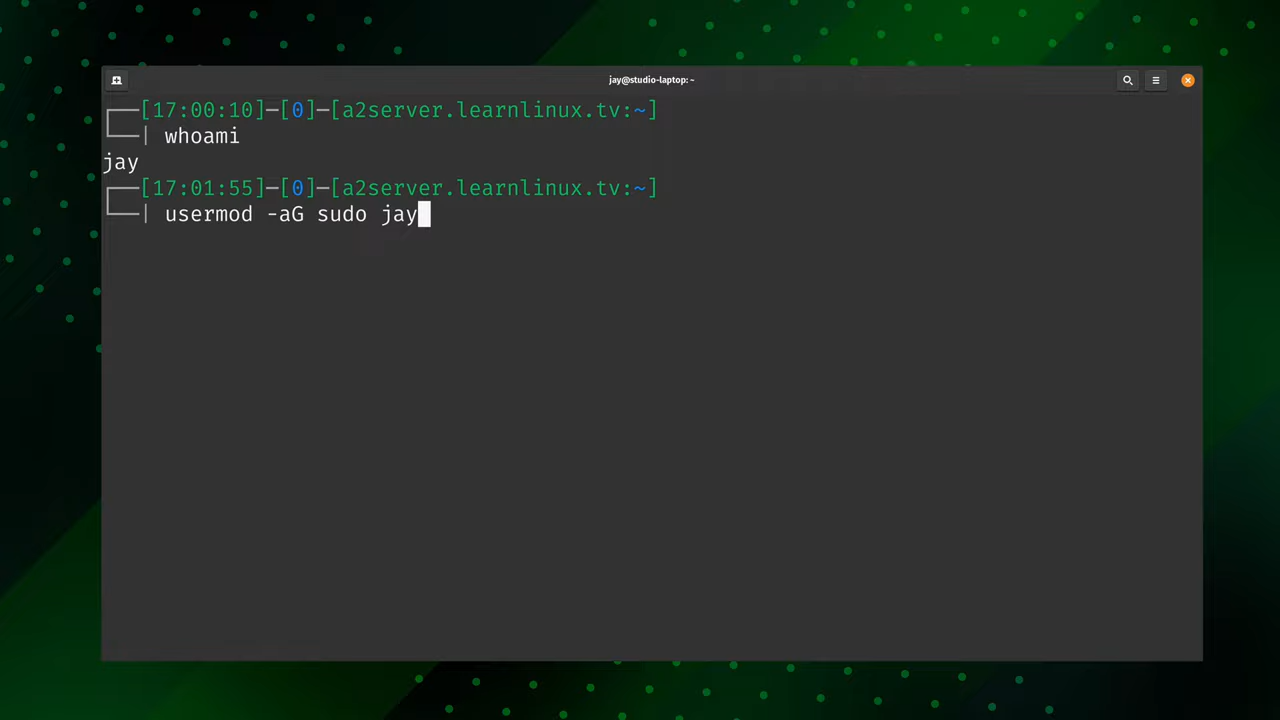 jay@studio-laptop: ~
┌──[17:00:10]─[0]─[a2server.learnlinux.tv:~]
└──| whoami
jay
┌──[17:01:55]─[0]─[a2server.learnlinux.tv:~]
└──| usermod -aG sudo jay